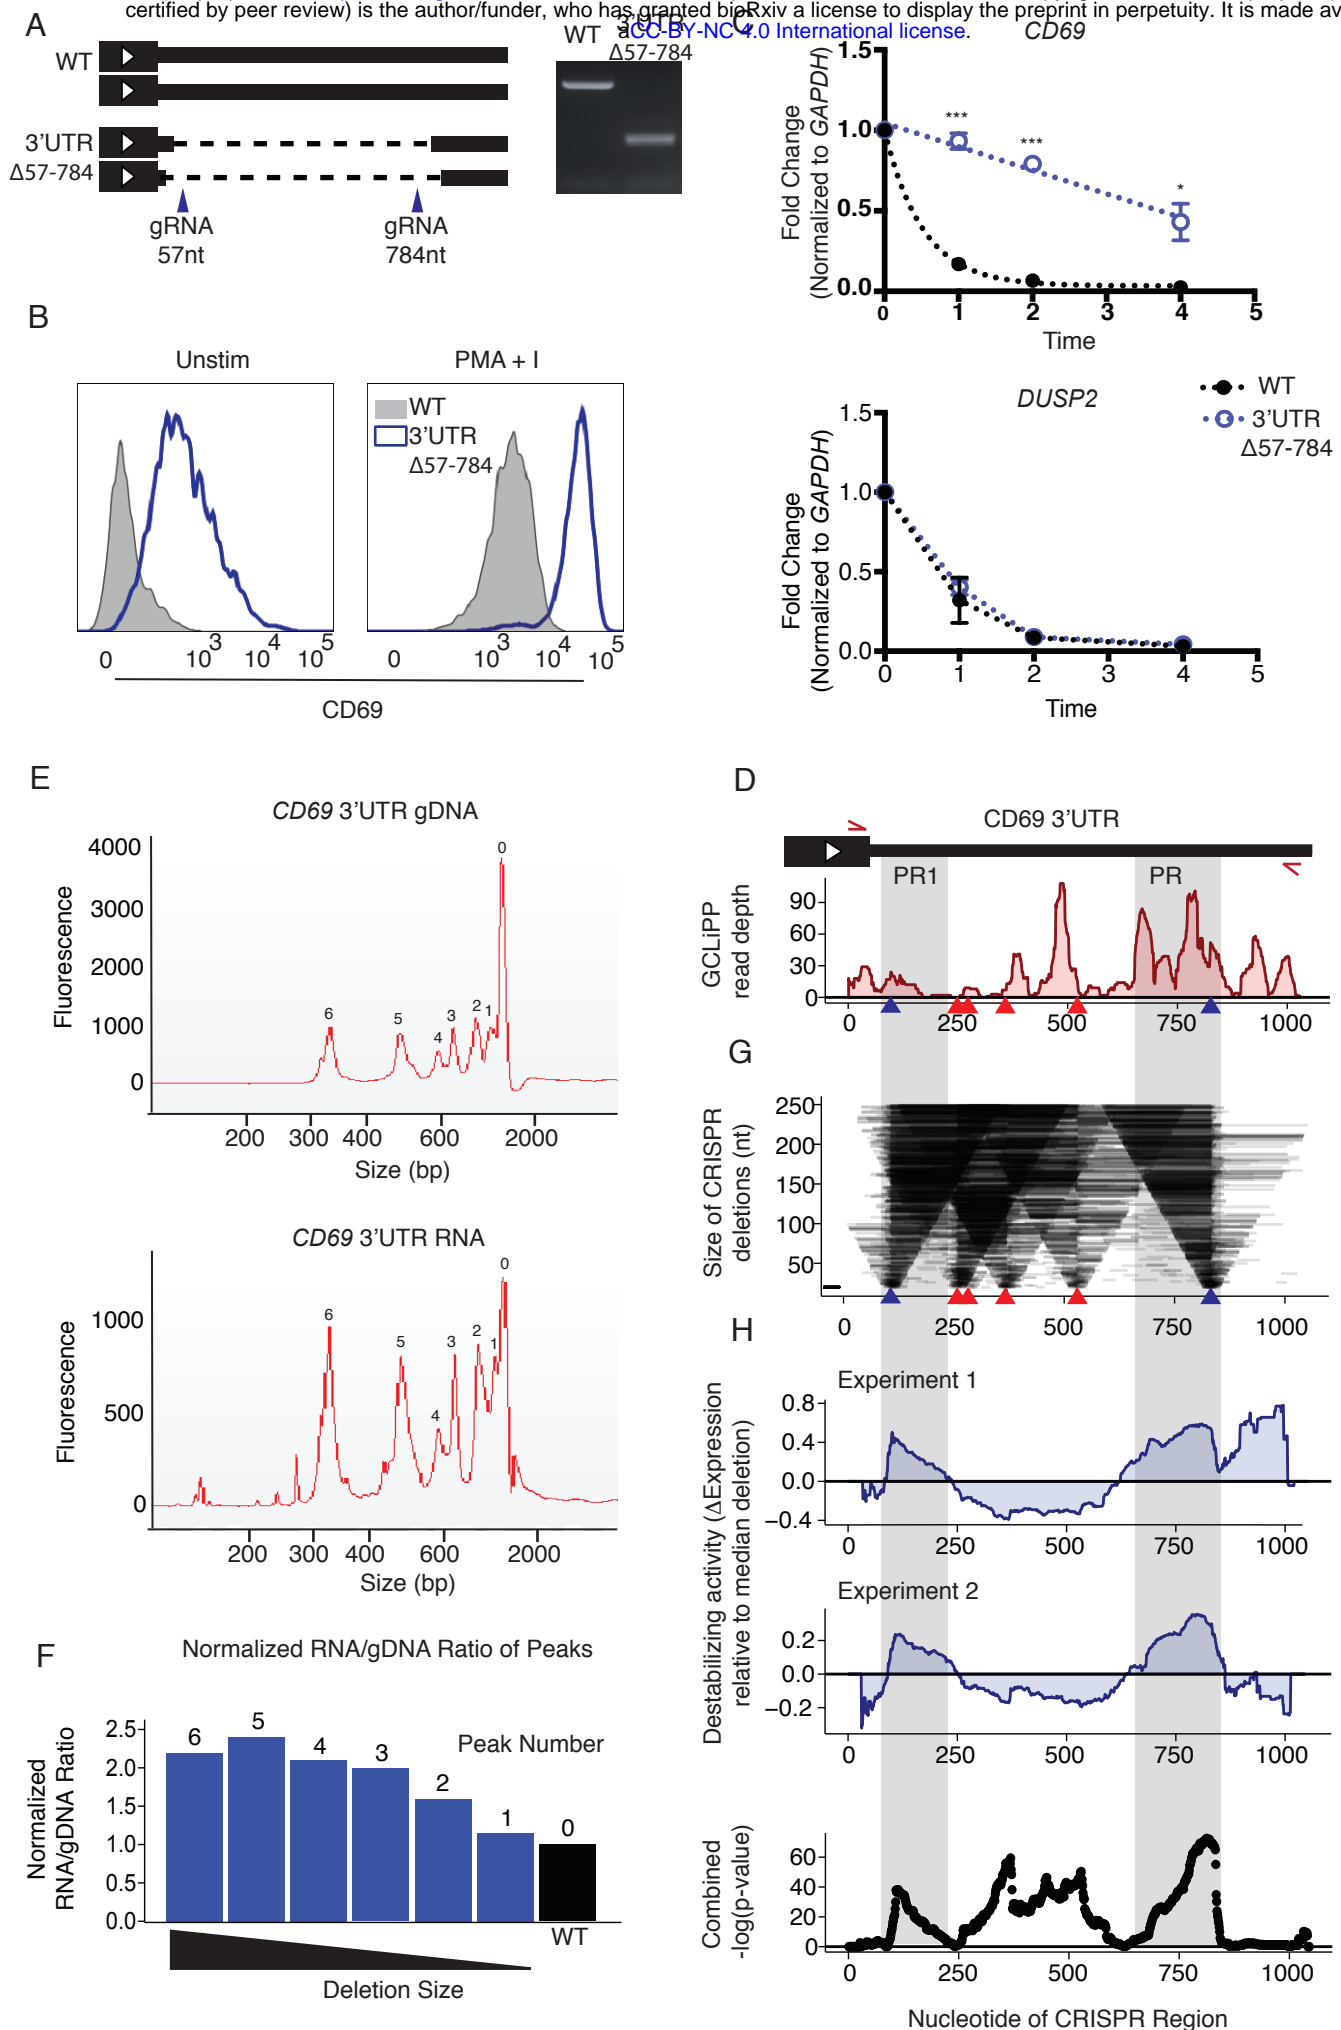 certified by peer review) is the author/funder, who has granted bioRxiv a license to display the preprint in perpetuity. It is made av
aCC-BY-NC 4.0 International license.
A
WT
3'UTR
Δ57-784
gRNA
57nt
gRNA
784nt
WT
3'UTR
Δ57-784
B
Unstim
PMA + I
WT
3'UTR
Δ57-784
0
10^3
10^4
10^5
0
10^3
10^4
10^5
CD69
C
CD69
Fold Change
(Normalized to GAPDH)
1.5
1.0
0.5
0.0
***
***
*
0 1 2 3 4 5
Time
DUSP2
WT
3'UTR
Δ57-784
Fold Change
(Normalized to GAPDH)
1.5
1.0
0.5
0.0
0 1 2 3 4 5
Time
E
CD69 3'UTR gDNA
Fluorescence
4000
3000
2000
1000
0
6 5 4 3 2 1 0
200 300 400 600 2000
Size (bp)
CD69 3'UTR RNA
Fluorescence
1000
500
0
6 5 4 3 2 1 0
200 300 400 600 2000
Size (bp)
F
Normalized RNA/gDNA Ratio of Peaks
Normalized
RNA/gDNA Ratio
2.5
2.0
1.5
1.0
0.5
0.0
6 5 4 3 2 1 0
Peak Number
WT
Deletion Size
D
CD69 3'UTR
PR1
PR
GCLiPP
read depth
90
60
30
0
0 250 500 750 1000
G
Size of CRISPR
deletions (nt)
250
200
150
100
50
0 250 500 750 1000
H
Destabilizing activity (ΔExpression
relative to median deletion)
Experiment 1
0.8
0.4
0.0
−0.4
0 250 500 750 1000
Experiment 2
0.2
0.0
−0.2
0 250 500 750 1000
Combined
-log(p-value)
60
40
20
0
0 250 500 750 1000
Nucleotide of CRISPR Region